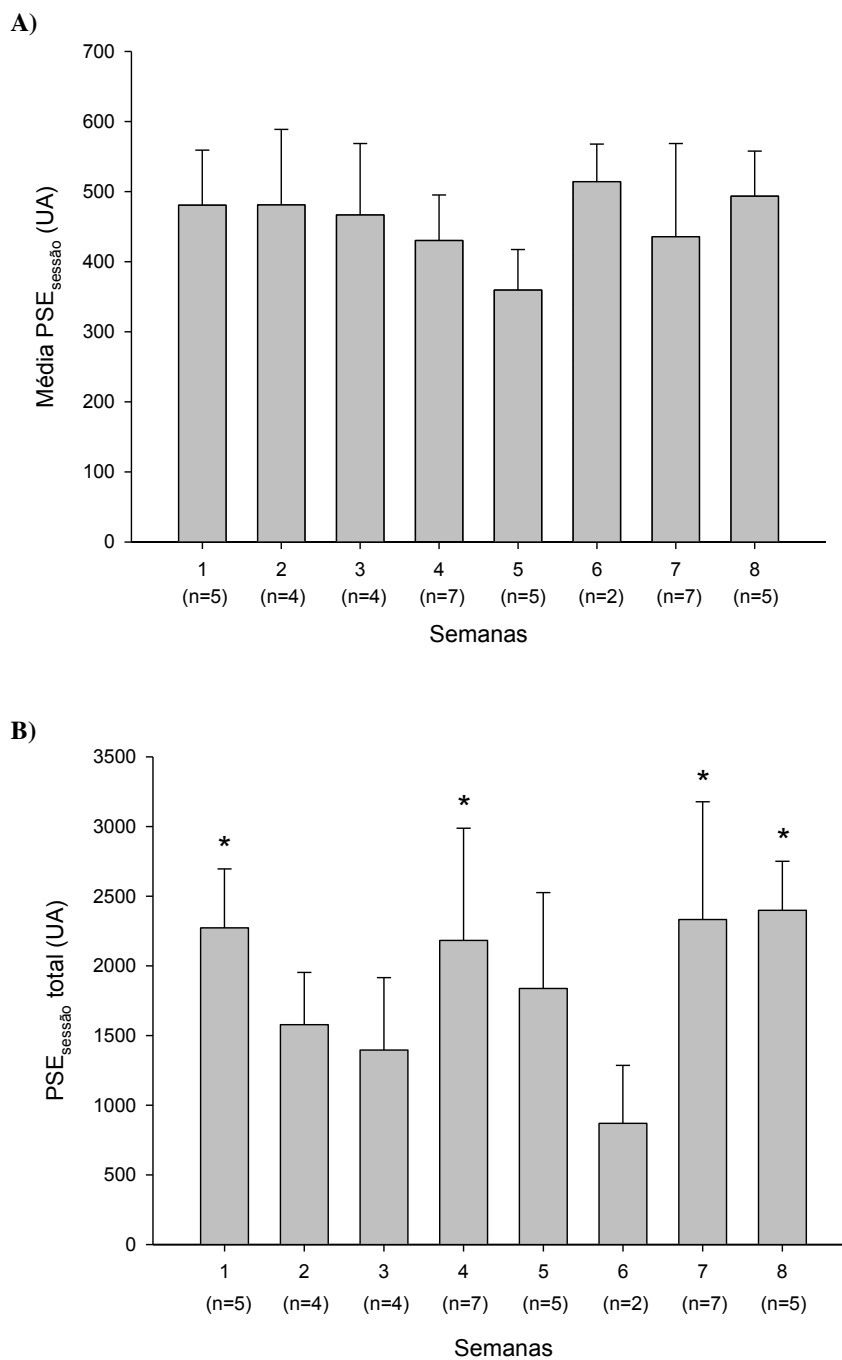 A)
700
600
500
400
300
200
100
0
Média PSEsessão (UA)
1 2 3 4 5 6 7 8
(n=5) (n=4) (n=4) (n=7) (n=5) (n=2) (n=7) (n=5)
Semanas
B)
3500
3000
2500
2000
1500
1000
500
0
PSEsessão total (UA)
* * * *
1 2 3 4 5 6 7 8
(n=5) (n=4) (n=4) (n=7) (n=5) (n=2) (n=7) (n=5)
Semanas